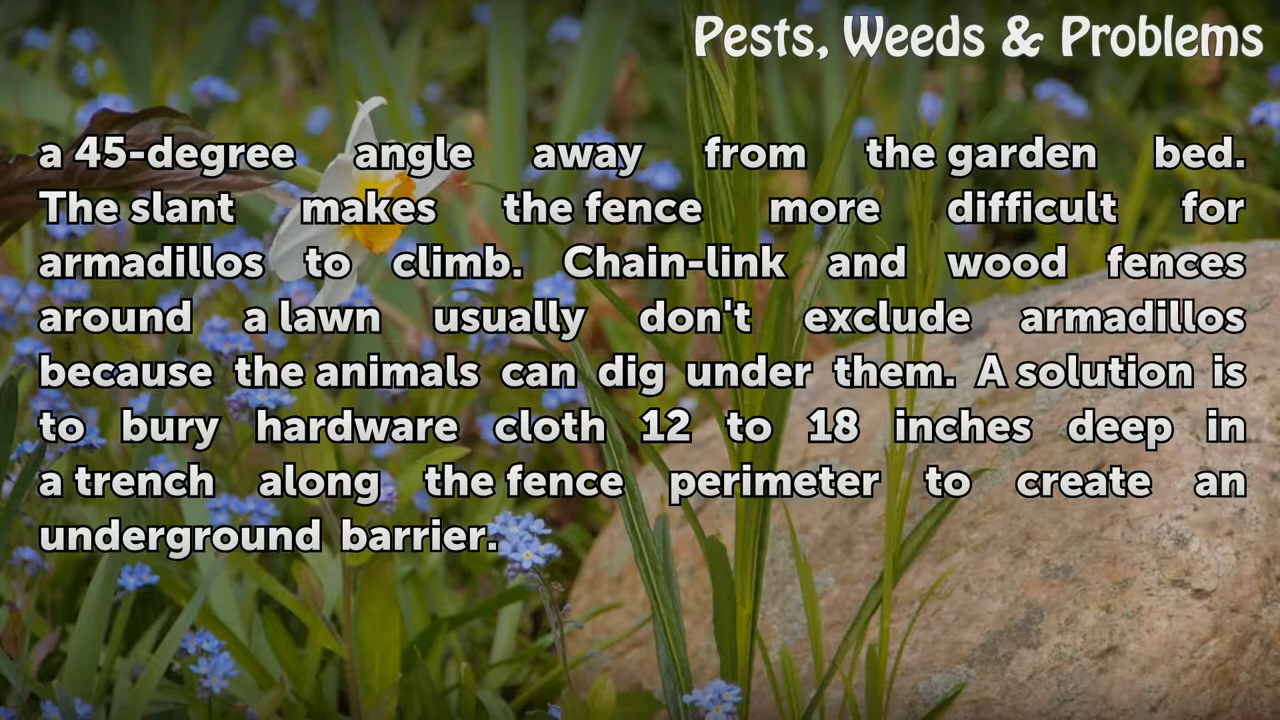 Pests, Weeds & Problems
a 45-degree angle away from the garden bed.
The slant makes the fence more difficult for
armadillos to climb. Chain-link and wood fences
around a lawn usually don't exclude armadillos
because the animals can dig under them. A solution is
to bury hardware cloth 12 to 18 inches deep in
a trench along the fence perimeter to create an
underground barrier.